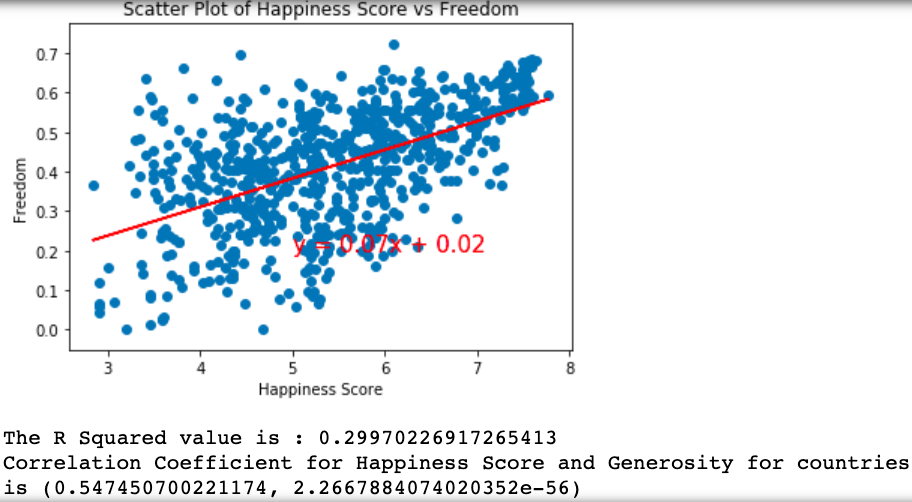 Scatter Plot of Happiness Score vs Freedom
0.7
0.6
0.5
0.4
0.3
0.2
0.1
0.0
Freedom
y = 0.07x + 0.02
3 4 5 6 7 8
Happiness Score
The R Squared value is : 0.29970226917265413
Correlation Coefficient for Happiness Score and Generosity for countries
is (0.547450700221174, 2.2667884074020352e-56)